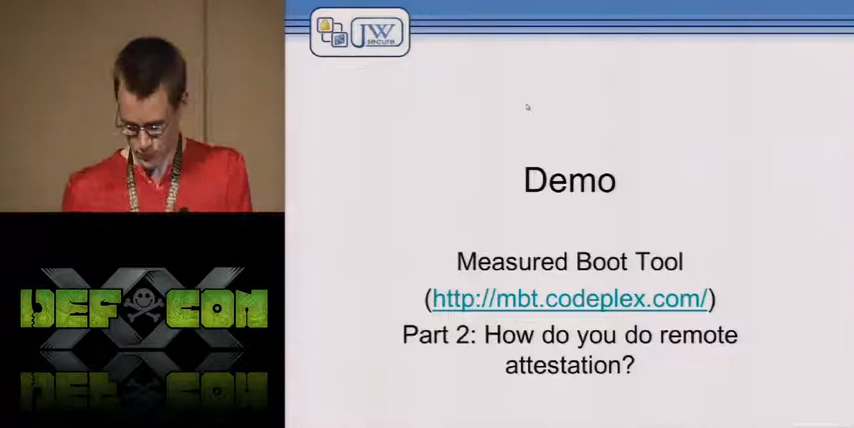 JW
secure
Demo
Measured Boot Tool
(http://mbt.codeplex.com/)
Part 2: How do you do remote
attestation?
XX
DEF CON